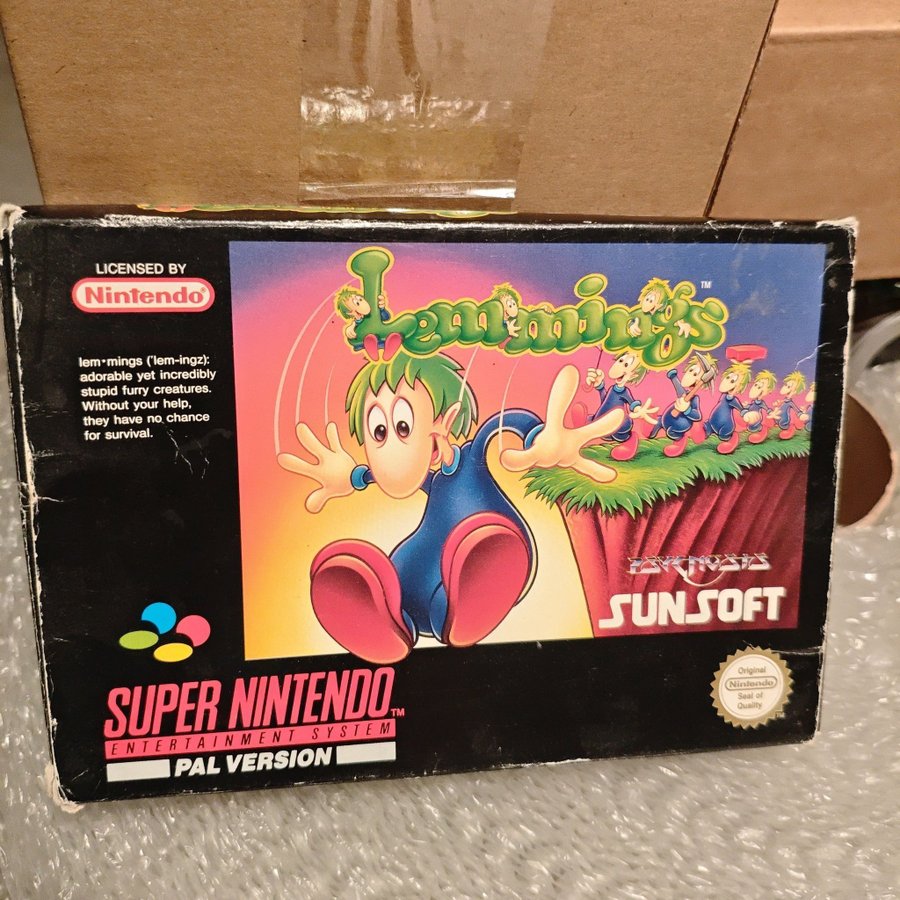 LICENSED BY
Nintendo
lem•mings ('lem-ingz):
adorable yet incredibly
stupid furry creatures.
Without your help,
they have no chance
for survival.
Lemmings TM
PSYGNOSIS
SUNSOFT
SUPER NINTENDO TM
ENTERTAINMENT SYSTEM
PAL VERSION
Original
Nintendo
Seal of
Quality